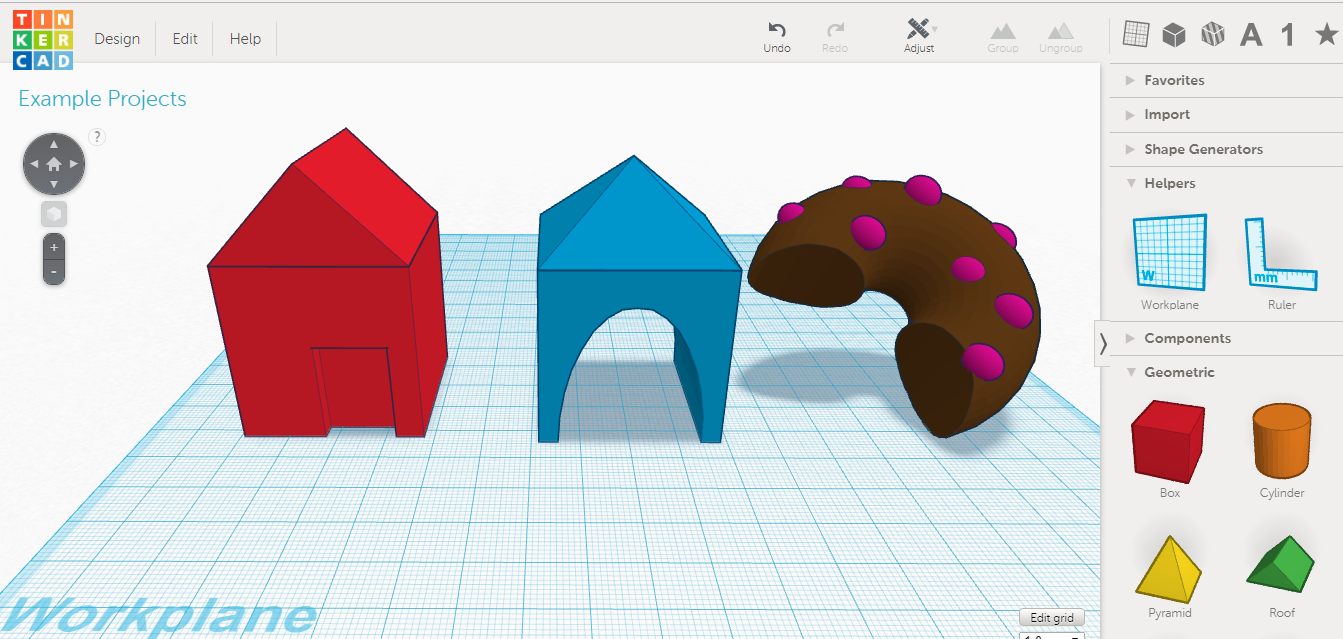 TIN
KER
CAD
Design Edit Help
Undo Redo Adjust Group Ungroup
A 1
Example Projects
?
+
-
Favorites
Import
Shape Generators
Helpers
W
mm
Workplane Ruler
Components
Geometric
Box Cylinder
Pyramid Roof
Workplane
Edit grid